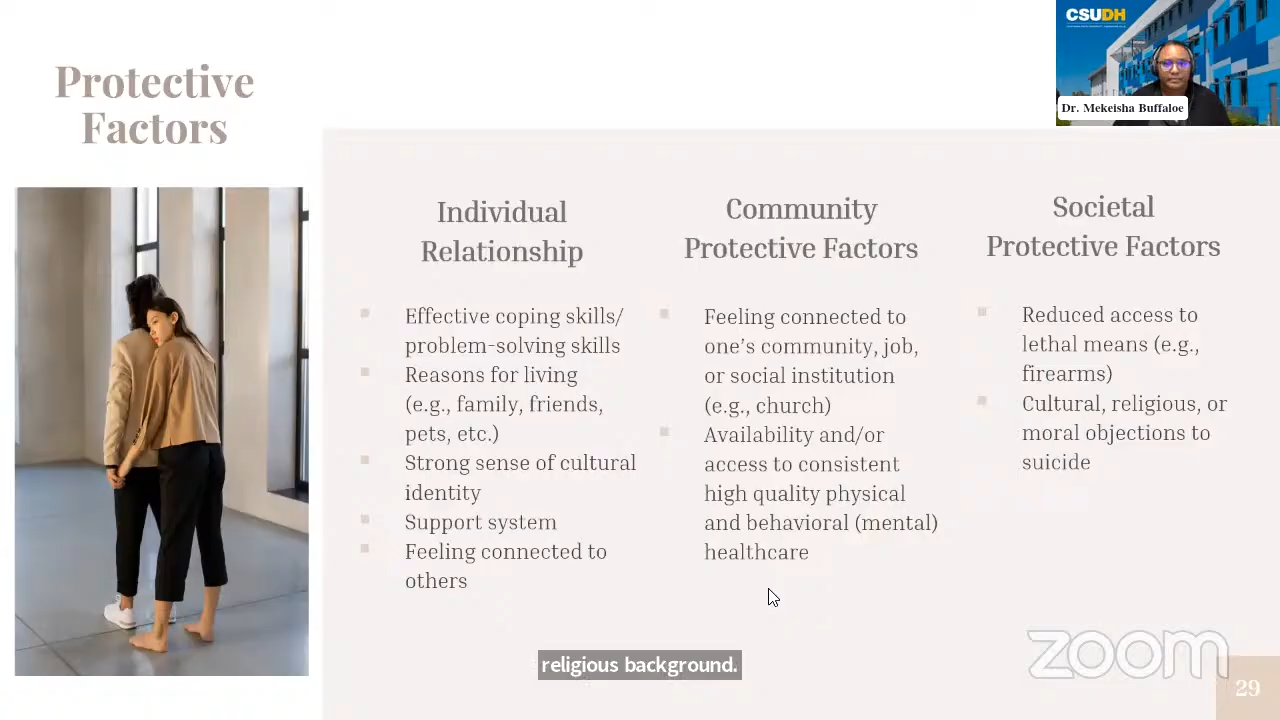 Protective
Factors
CSUDH
Dr. Mekeisha Buffaloe
Individual
Relationship
Effective coping skills/
problem-solving skills
Reasons for living
(e.g., family, friends,
pets, etc.)
Strong sense of cultural
identity
Support system
Feeling connected to
others
Community
Protective Factors
Feeling connected to
one's community, job,
or social institution
(e.g., church)
Availability and/or
access to consistent
high quality physical
and behavioral (mental)
healthcare
Societal
Protective Factors
Reduced access to
lethal means (e.g.,
firearms)
Cultural, religious, or
moral objections to
suicide
religious background.
zoom
29